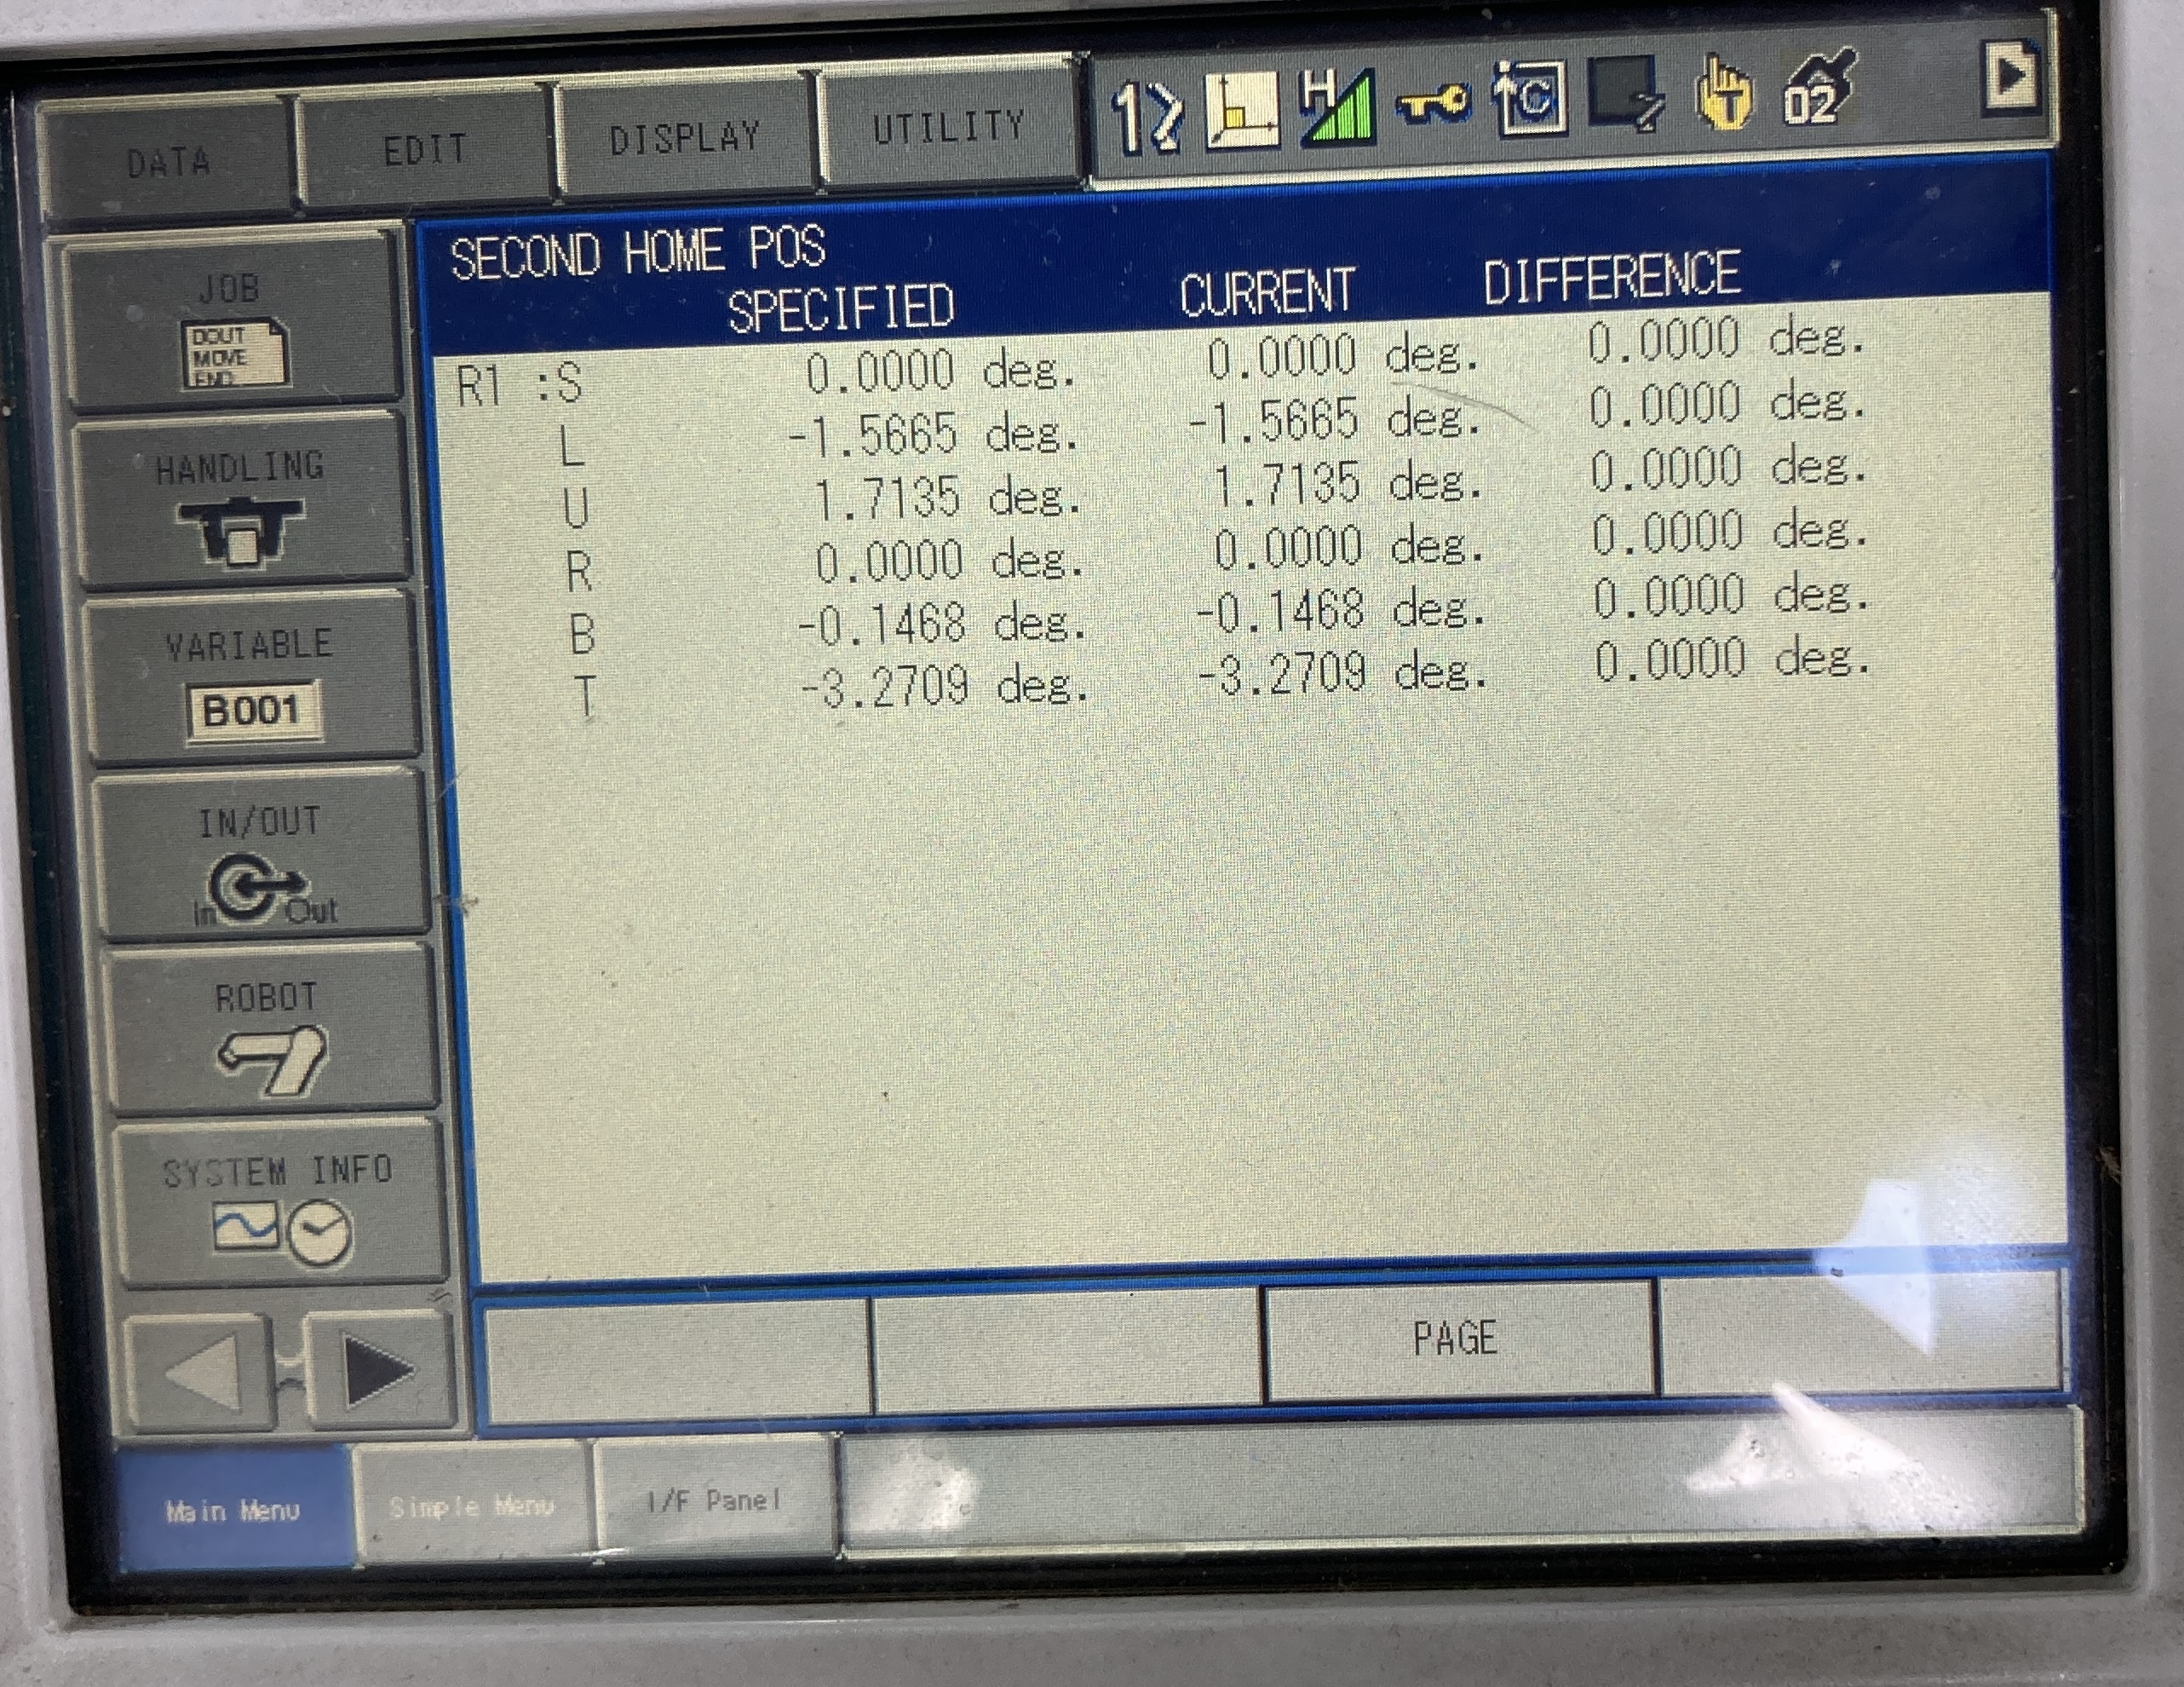 DATA EDIT DISPLAY UTILITY 12 H C T 02
SECOND HOME POS
SPECIFIED CURRENT DIFFERENCE
R1 :S 0.0000 deg. 0.0000 deg. 0.0000 deg.
L -1.5665 deg. -1.5665 deg. 0.0000 deg.
U 1.7135 deg. 1.7135 deg. 0.0000 deg.
R 0.0000 deg. 0.0000 deg. 0.0000 deg.
B -0.1468 deg. -0.1468 deg. 0.0000 deg.
T -3.2709 deg. -3.2709 deg. 0.0000 deg.
JOB
DOUT
MOVE
END
HANDLING
VARIABLE
B001
IN/OUT
In Out
ROBOT
SYSTEM INFO
PAGE
Main Menu Simple Menu I/F Panel